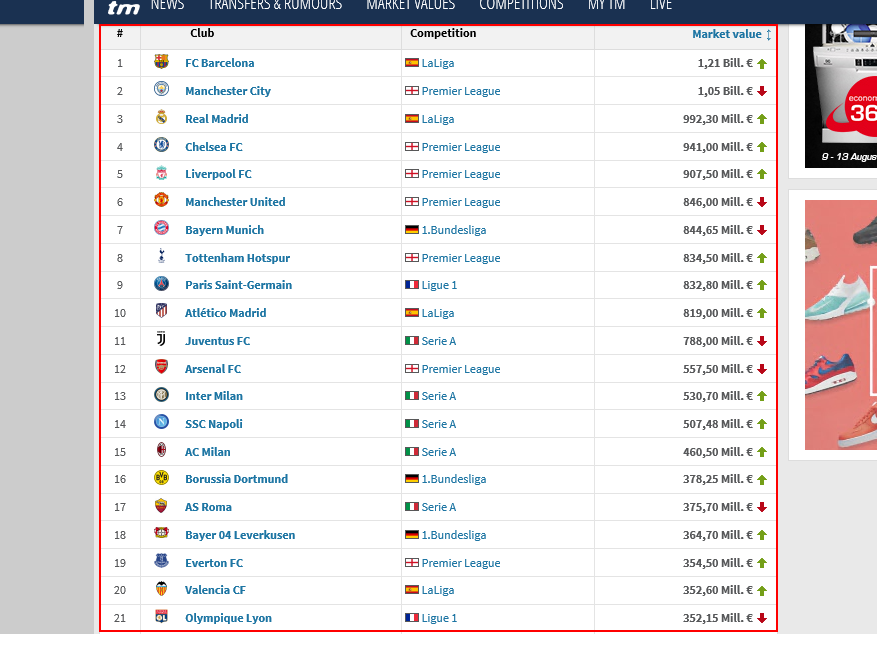 tm NEWS TRANSFERS & RUMOURS MARKET VALUES COMPETITIONS MY TM LIVE
# Club Competition Market value
1 FC Barcelona LaLiga 1,21 Bill. €
2 Manchester City Premier League 1,05 Bill. €
3 Real Madrid LaLiga 992,30 Mill. €
4 Chelsea FC Premier League 941,00 Mill. €
5 Liverpool FC Premier League 907,50 Mill. €
6 Manchester United Premier League 846,00 Mill. €
7 Bayern Munich 1.Bundesliga 844,65 Mill. €
8 Tottenham Hotspur Premier League 834,50 Mill. €
9 Paris Saint-Germain Ligue 1 832,80 Mill. €
10 Atlético Madrid LaLiga 819,00 Mill. €
11 Juventus FC Serie A 788,00 Mill. €
12 Arsenal FC Premier League 557,50 Mill. €
13 Inter Milan Serie A 530,70 Mill. €
14 SSC Napoli Serie A 507,48 Mill. €
15 AC Milan Serie A 460,50 Mill. €
16 Borussia Dortmund 1.Bundesliga 378,25 Mill. €
17 AS Roma Serie A 375,70 Mill. €
18 Bayer 04 Leverkusen 1.Bundesliga 364,70 Mill. €
19 Everton FC Premier League 354,50 Mill. €
20 Valencia CF LaLiga 352,60 Mill. €
21 Olympique Lyon Ligue 1 352,15 Mill. €
econom
36
9 - 13 Augus